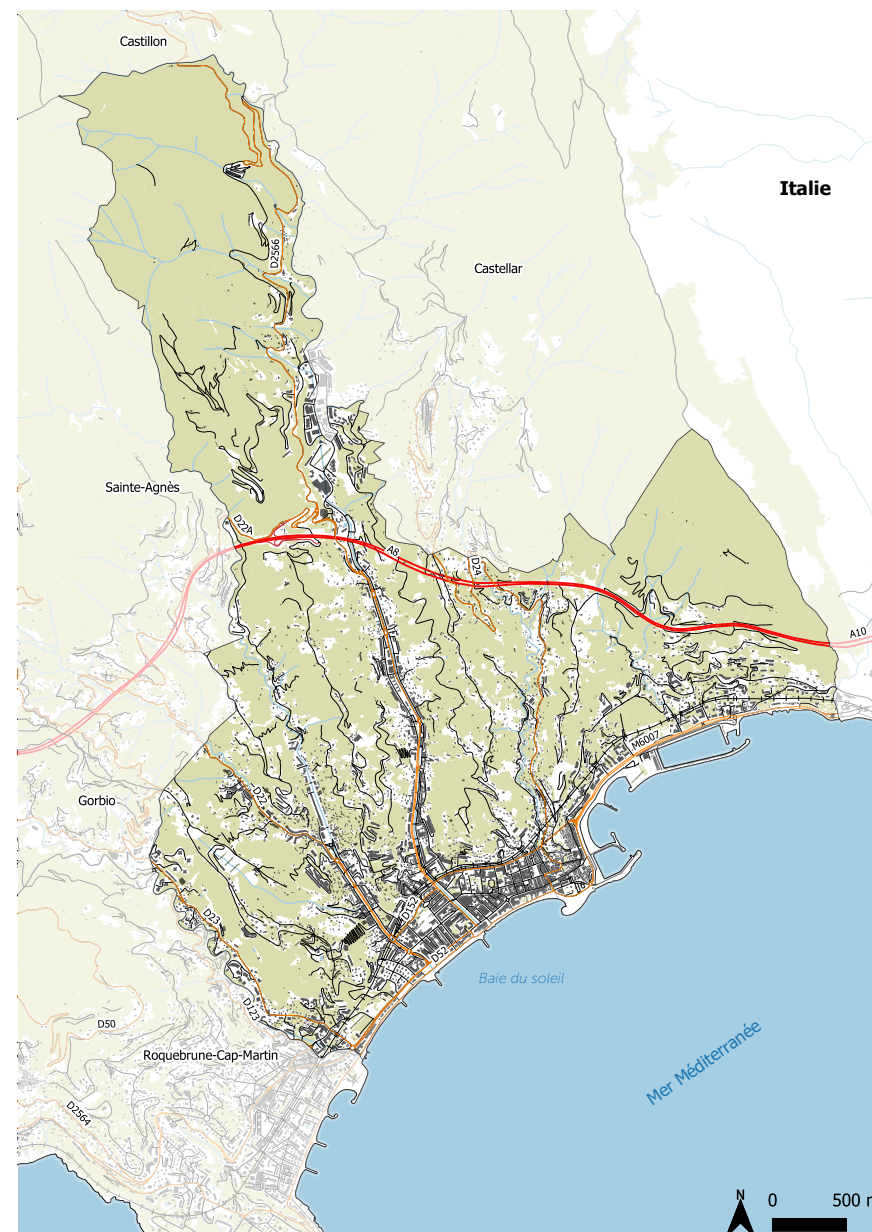 Castillon
Italie
D2566
Castellar
Sainte-Agnès
D22A
A8
D24
A10
M6007
Gorbio
D22
D23
D152
D52
Baie du soleil
D123
D50
Roquebrune-Cap-Martin
Mer Méditerranée
D2564
N
0 500 m